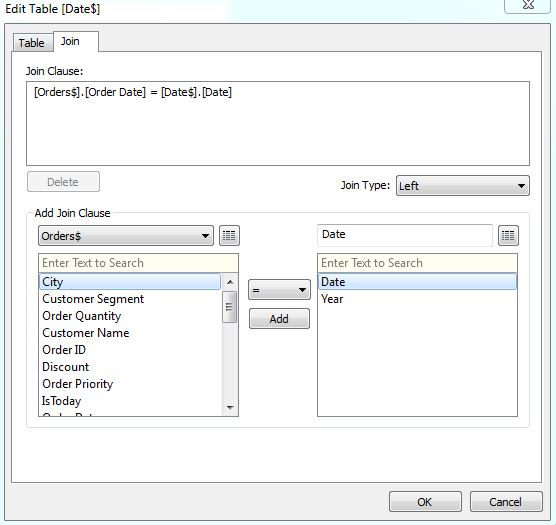 Edit Table [Date$]
Table Join
Join Clause:
[Orders$].[Order Date] = [Date$].[Date]
Delete
Join Type: Left
Add Join Clause
Orders$ Date
Enter Text to Search Enter Text to Search
City = Date
Customer Segment Year
Order Quantity Add
Customer Name
Order ID
Discount
Order Priority
IsToday
OK Cancel